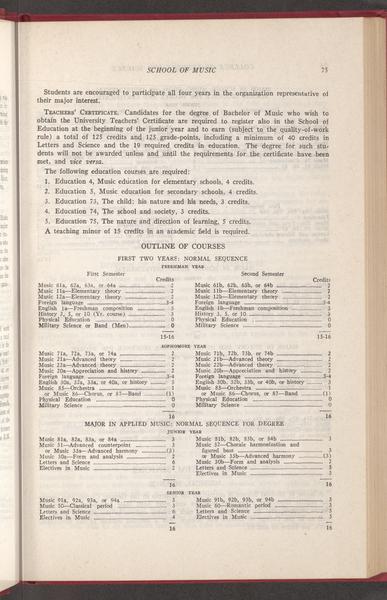 SCHOOL OF MUSIC 75
Students are encouraged to participate all four years in the organization representative of
their major interest.
TEACHERS' CERTIFICATE. Candidates for the degree of Bachelor of Music who wish to
obtain the University Teachers' Certificate are required to register also in the School of
Education at the beginning of the junior year and to earn (subject to the quality-of-work
rule) a total of 125 credits and 125 grade-points, including a minimum of 40 credits in
Letters and Science and the 19 required credits in education. The degree for such stu-
dents will not be awarded unless and until the requirements for the certificate have been
met, and vice versa.
The following education courses are required:
1. Education 4, Music education for elementary schools, 4 credits.
2. Education 5, Music education for secondary schools, 4 credits.
3. Education 73, The child: his nature and his needs, 3 credits.
4. Education 74, The school and society, 3 credits.
5. Education 75, The nature and direction of learning, 5 credits.
A teaching minor of 15 credits in an academic field is required.
OUTLINE OF COURSES
FIRST TWO YEARS: NORMAL SEQUENCE
FRESHMAN YEAR
First Semester
Credits
Music 61a, 62a, 63a, or 64a 2
Music 11a—Elementary theory 2
Music 12a—Elementary theory 2
Foreign language 3-4
English 1a—Freshman composition 3
History 3, 5, or 10 (Yr. course) 3
Physical Education 0
Military Science or Band (Men) 0
15-16
Second Semester
Credits
Music 61b, 62b, 63b, or 64b 2
Music 11b—Elementary theory 2
Music 12b—Elementary theory 2
Foreign language 3-4
English 1b—Freshman composition 3
History 3, 5, or 10 3
Physical Education 0
Military Science 0
15-16
SOPHOMORE YEAR
Music 71a, 72a, 73a, or 74a 2
Music 21a—Advanced theory 2
Music 22a—Advanced theory 2
Music 20a—Appreciation and history 2
Foreign language 3-4
English 30a, 32a, 33a, or 40a, or history 3
Music 85—Orchestra 1
or Music 86—Chorus, or 87—Band (1)
Physical Education 0
Military Science 0
16
Music 71b, 72b, 73b, or 74b 2
Music 21b—Advanced theory 2
Music 22b—Advanced theory 2
Music 20b—Appreciation and history 2
Foreign language 3-4
English 30b, 32b, 33b, or 40b, or history 3
Music 85—Orchestra 1
or Music 86—Chorus, or 87—Band (1)
Physical Education 0
Military Science 0
16
MAJOR IN APPLIED MUSIC: NORMAL SEQUENCE FOR DEGREE
JUNIOR YEAR
Music 81a, 82a, 83a, or 84a 3
Music 51—Advanced counterpoint 3
or Music 53a—Advanced harmony (3)
Music 30a—Form and analysis 2
Letters and Science 6
Electives in Music 2
16
Music 81b, 82b, 83b, or 84b 3
Music 52—Chorale harmonization and
figured bass 3
or Music 53b—Advanced harmony (3)
Music 30b—Form and analysis 2
Letters and Science 5
Electives in Music 3
16
SENIOR YEAR
Music 91a, 92a, 93a, or 94a 3
Music 50—Classical period 3
Letters and Science 6
Electives in Music 4
16
Music 91b, 92b, 93b, or 94b 3
Music 60—Romantic period 3
Letters and Science 5
Electives in Music 5
16